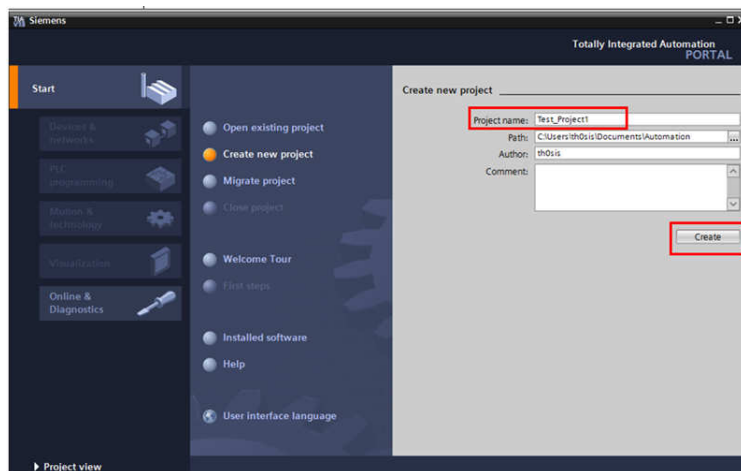 Siemens
Totally Integrated Automation
PORTAL
Start
Devices &
networks
PLC
programming
Motion &
technology
Visualization
Online &
Diagnostics
Project view
Open existing project
Create new project
Migrate project
Close project
Welcome Tour
First steps
Installed software
Help
User interface language
Create new project
Project name: Test_Project1
Path: C:\Users\th0sis\Documents\Automation ...
Author: th0sis
Comment:
Create